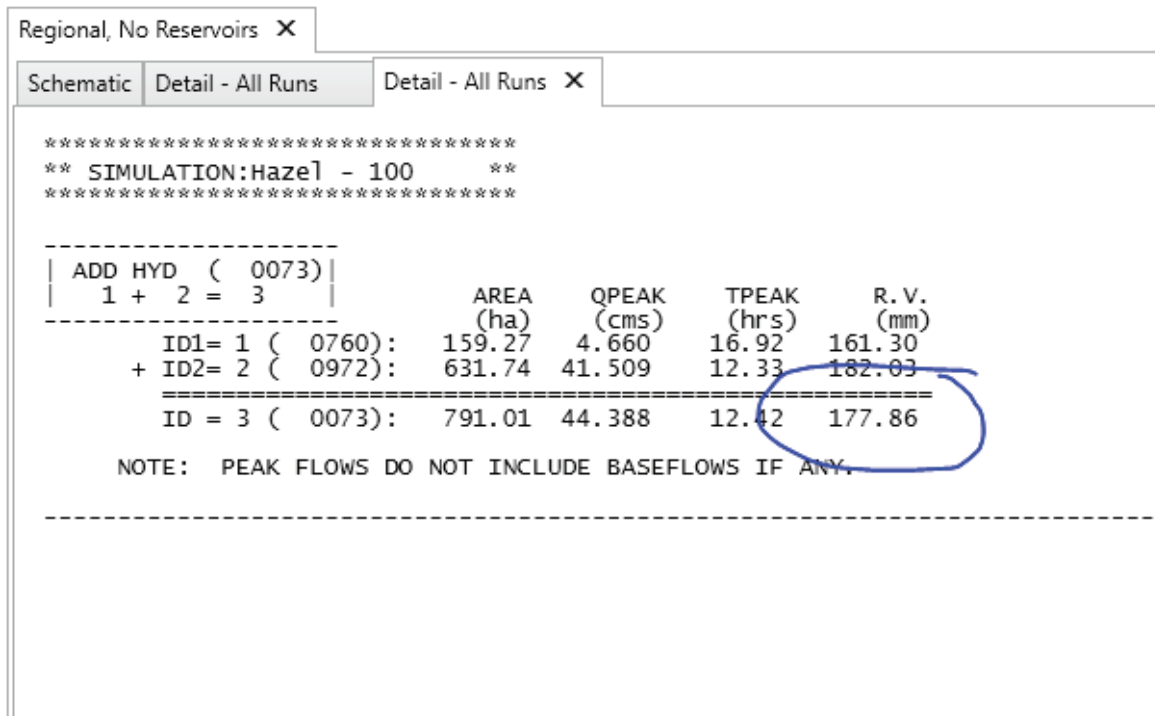 Regional, No Reservoirs X
Schematic Detail - All Runs Detail - All Runs X
**********************************
** SIMULATION:Hazel - 100 **
**********************************
--------------------
| ADD HYD ( 0073)|
| 1 + 2 = 3 | AREA QPEAK TPEAK R.V.
-------------------- (ha) (cms) (hrs) (mm)
ID1= 1 ( 0760): 159.27 4.660 16.92 161.30
+ ID2= 2 ( 0972): 631.74 41.509 12.33 182.03
====================================================
ID = 3 ( 0073): 791.01 44.388 12.42 177.86
NOTE: PEAK FLOWS DO NOT INCLUDE BASEFLOWS IF ANY.
---------------------------------------------------------------------------